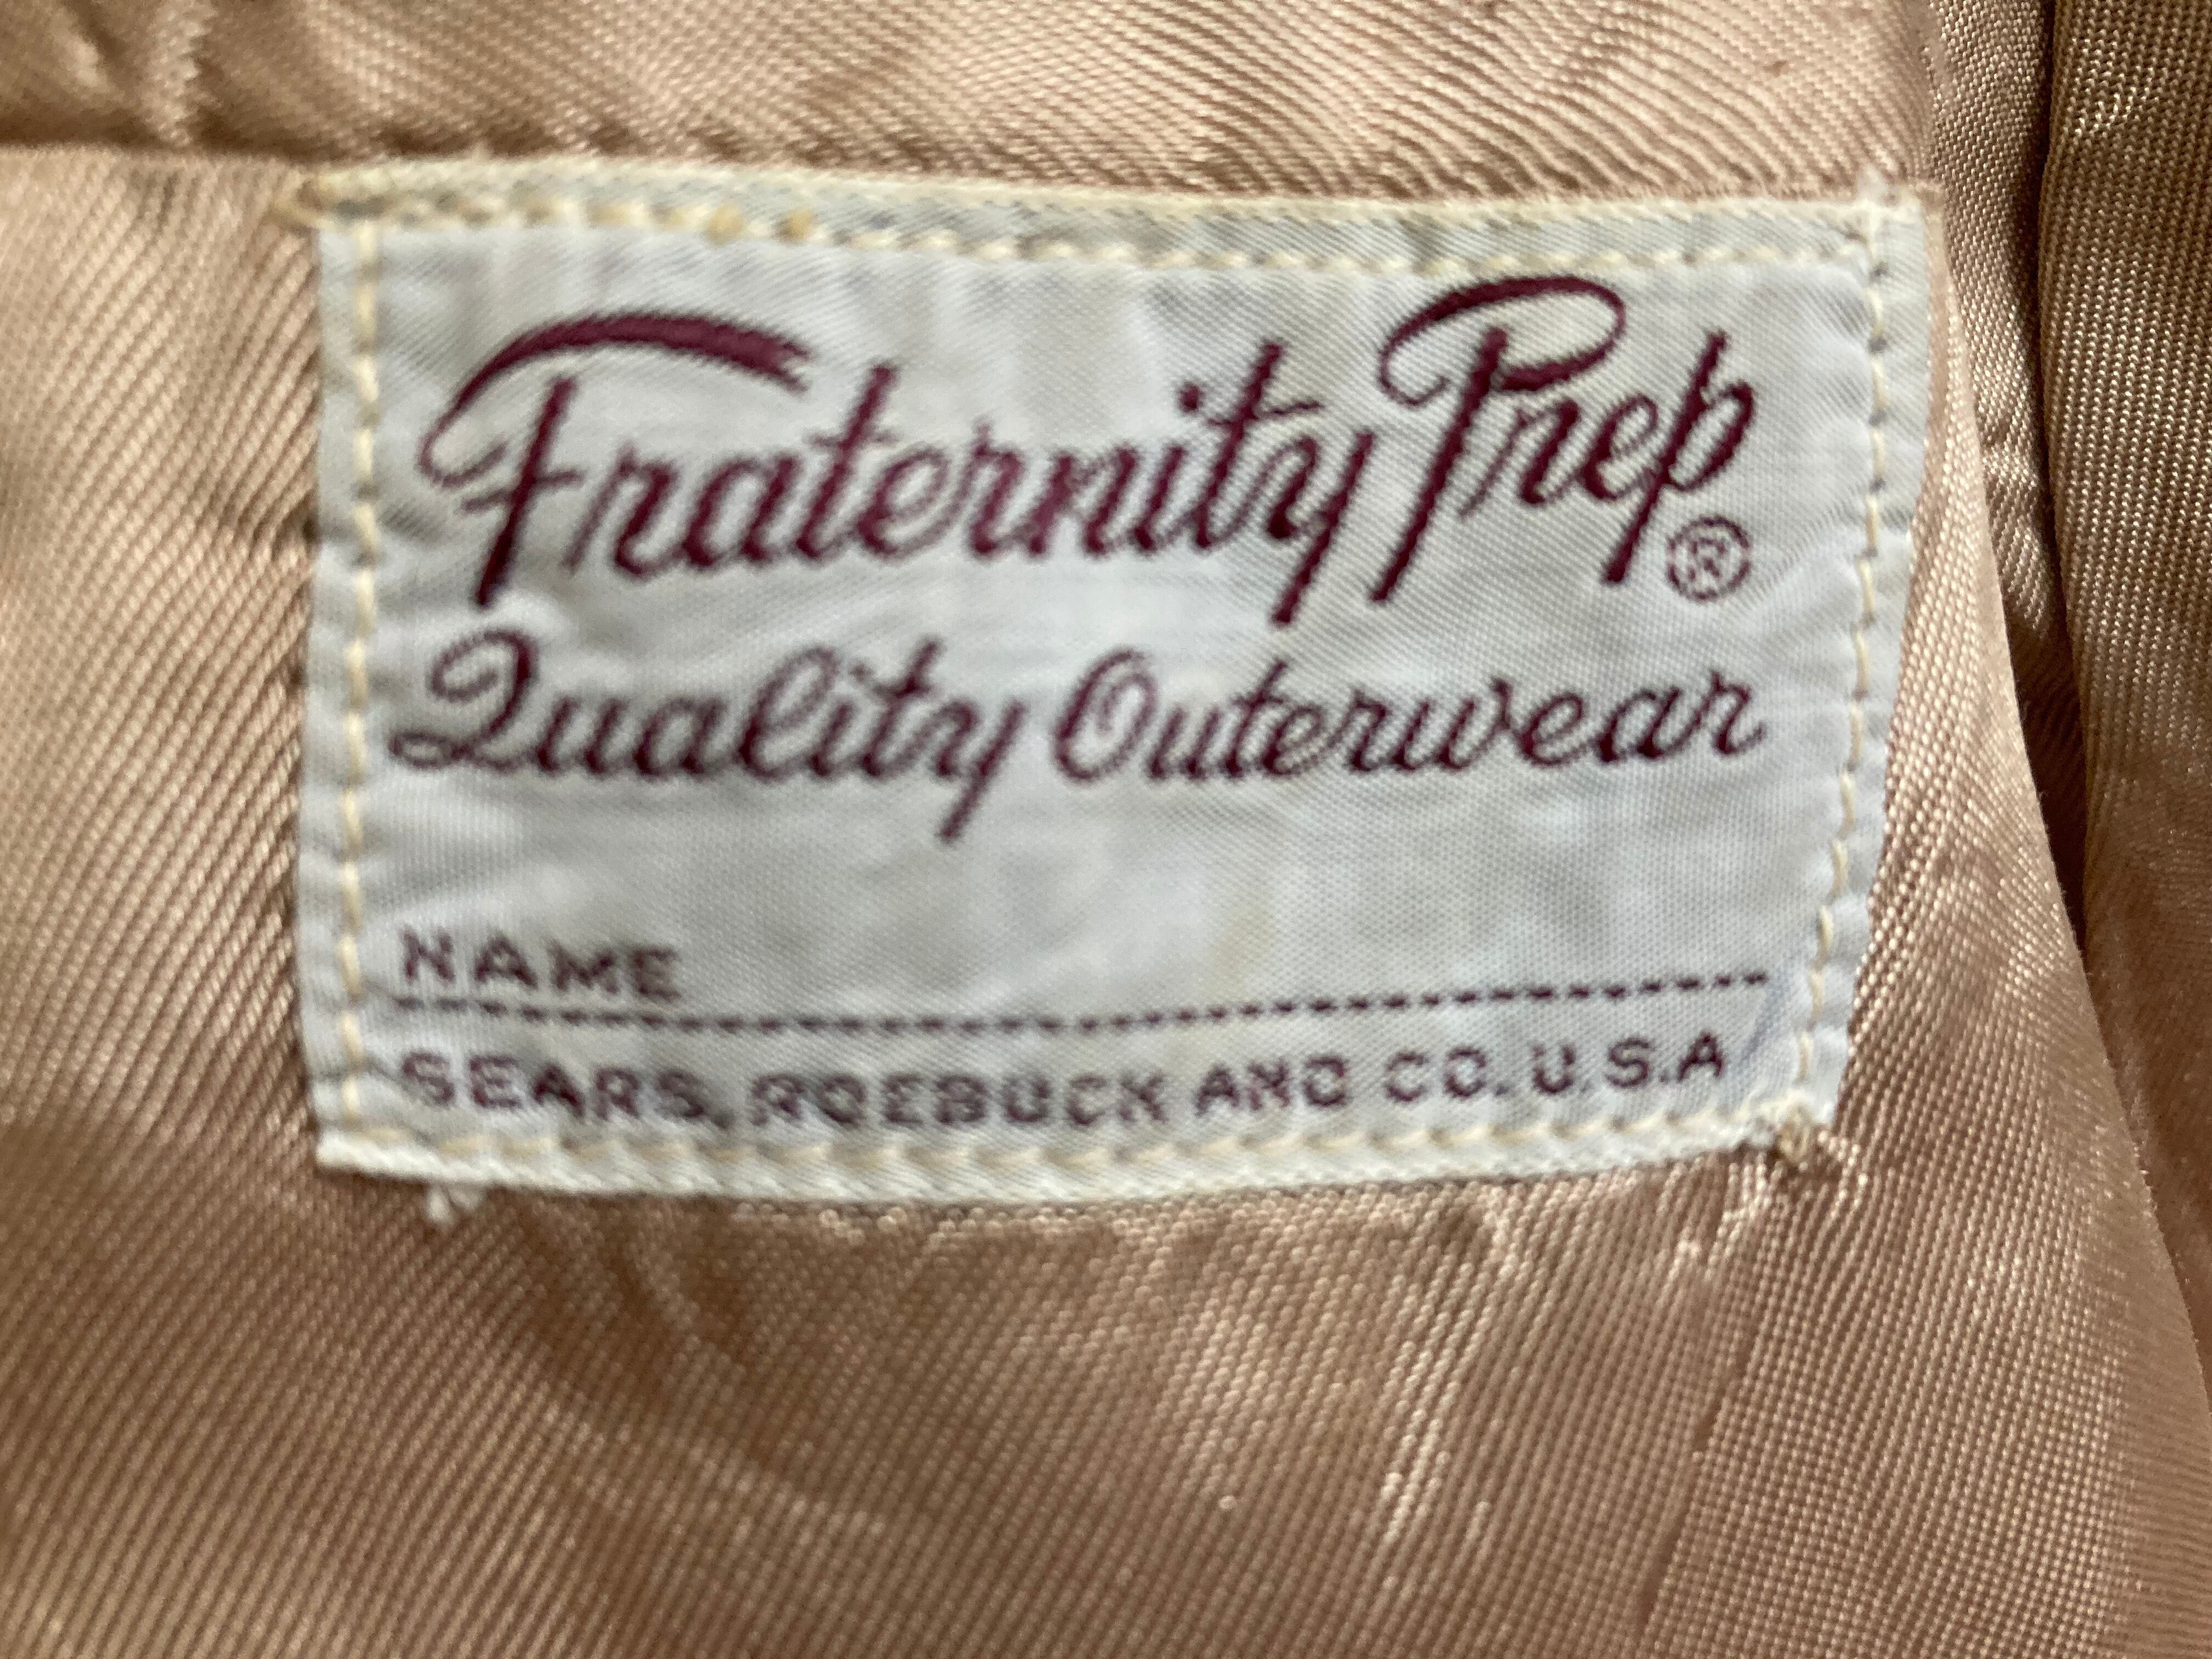 Fraternity Prep ®
Quality Outerwear
NAME
SEARS, ROEBUCK AND CO. U.S.A